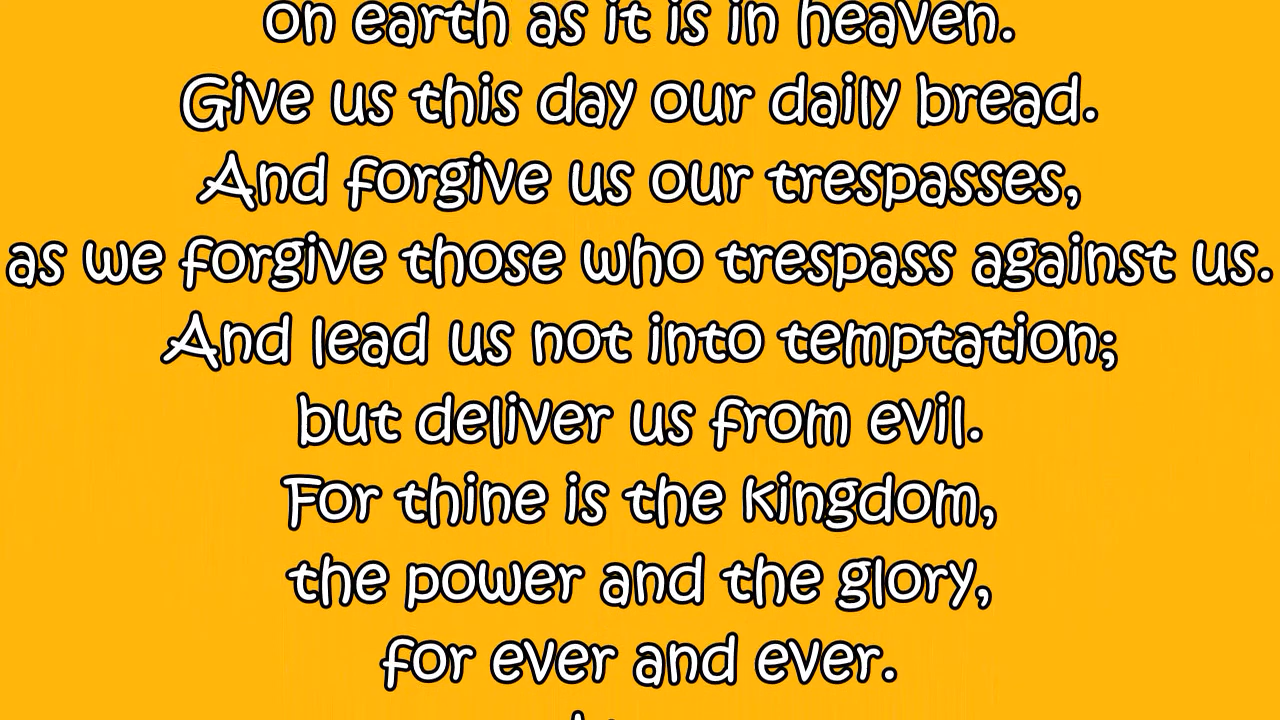 on earth as it is in heaven.
Give us this day our daily bread.
And forgive us our trespasses,
as we forgive those who trespass against us.
And lead us not into temptation;
but deliver us from evil.
For thine is the kingdom,
the power and the glory,
for ever and ever.